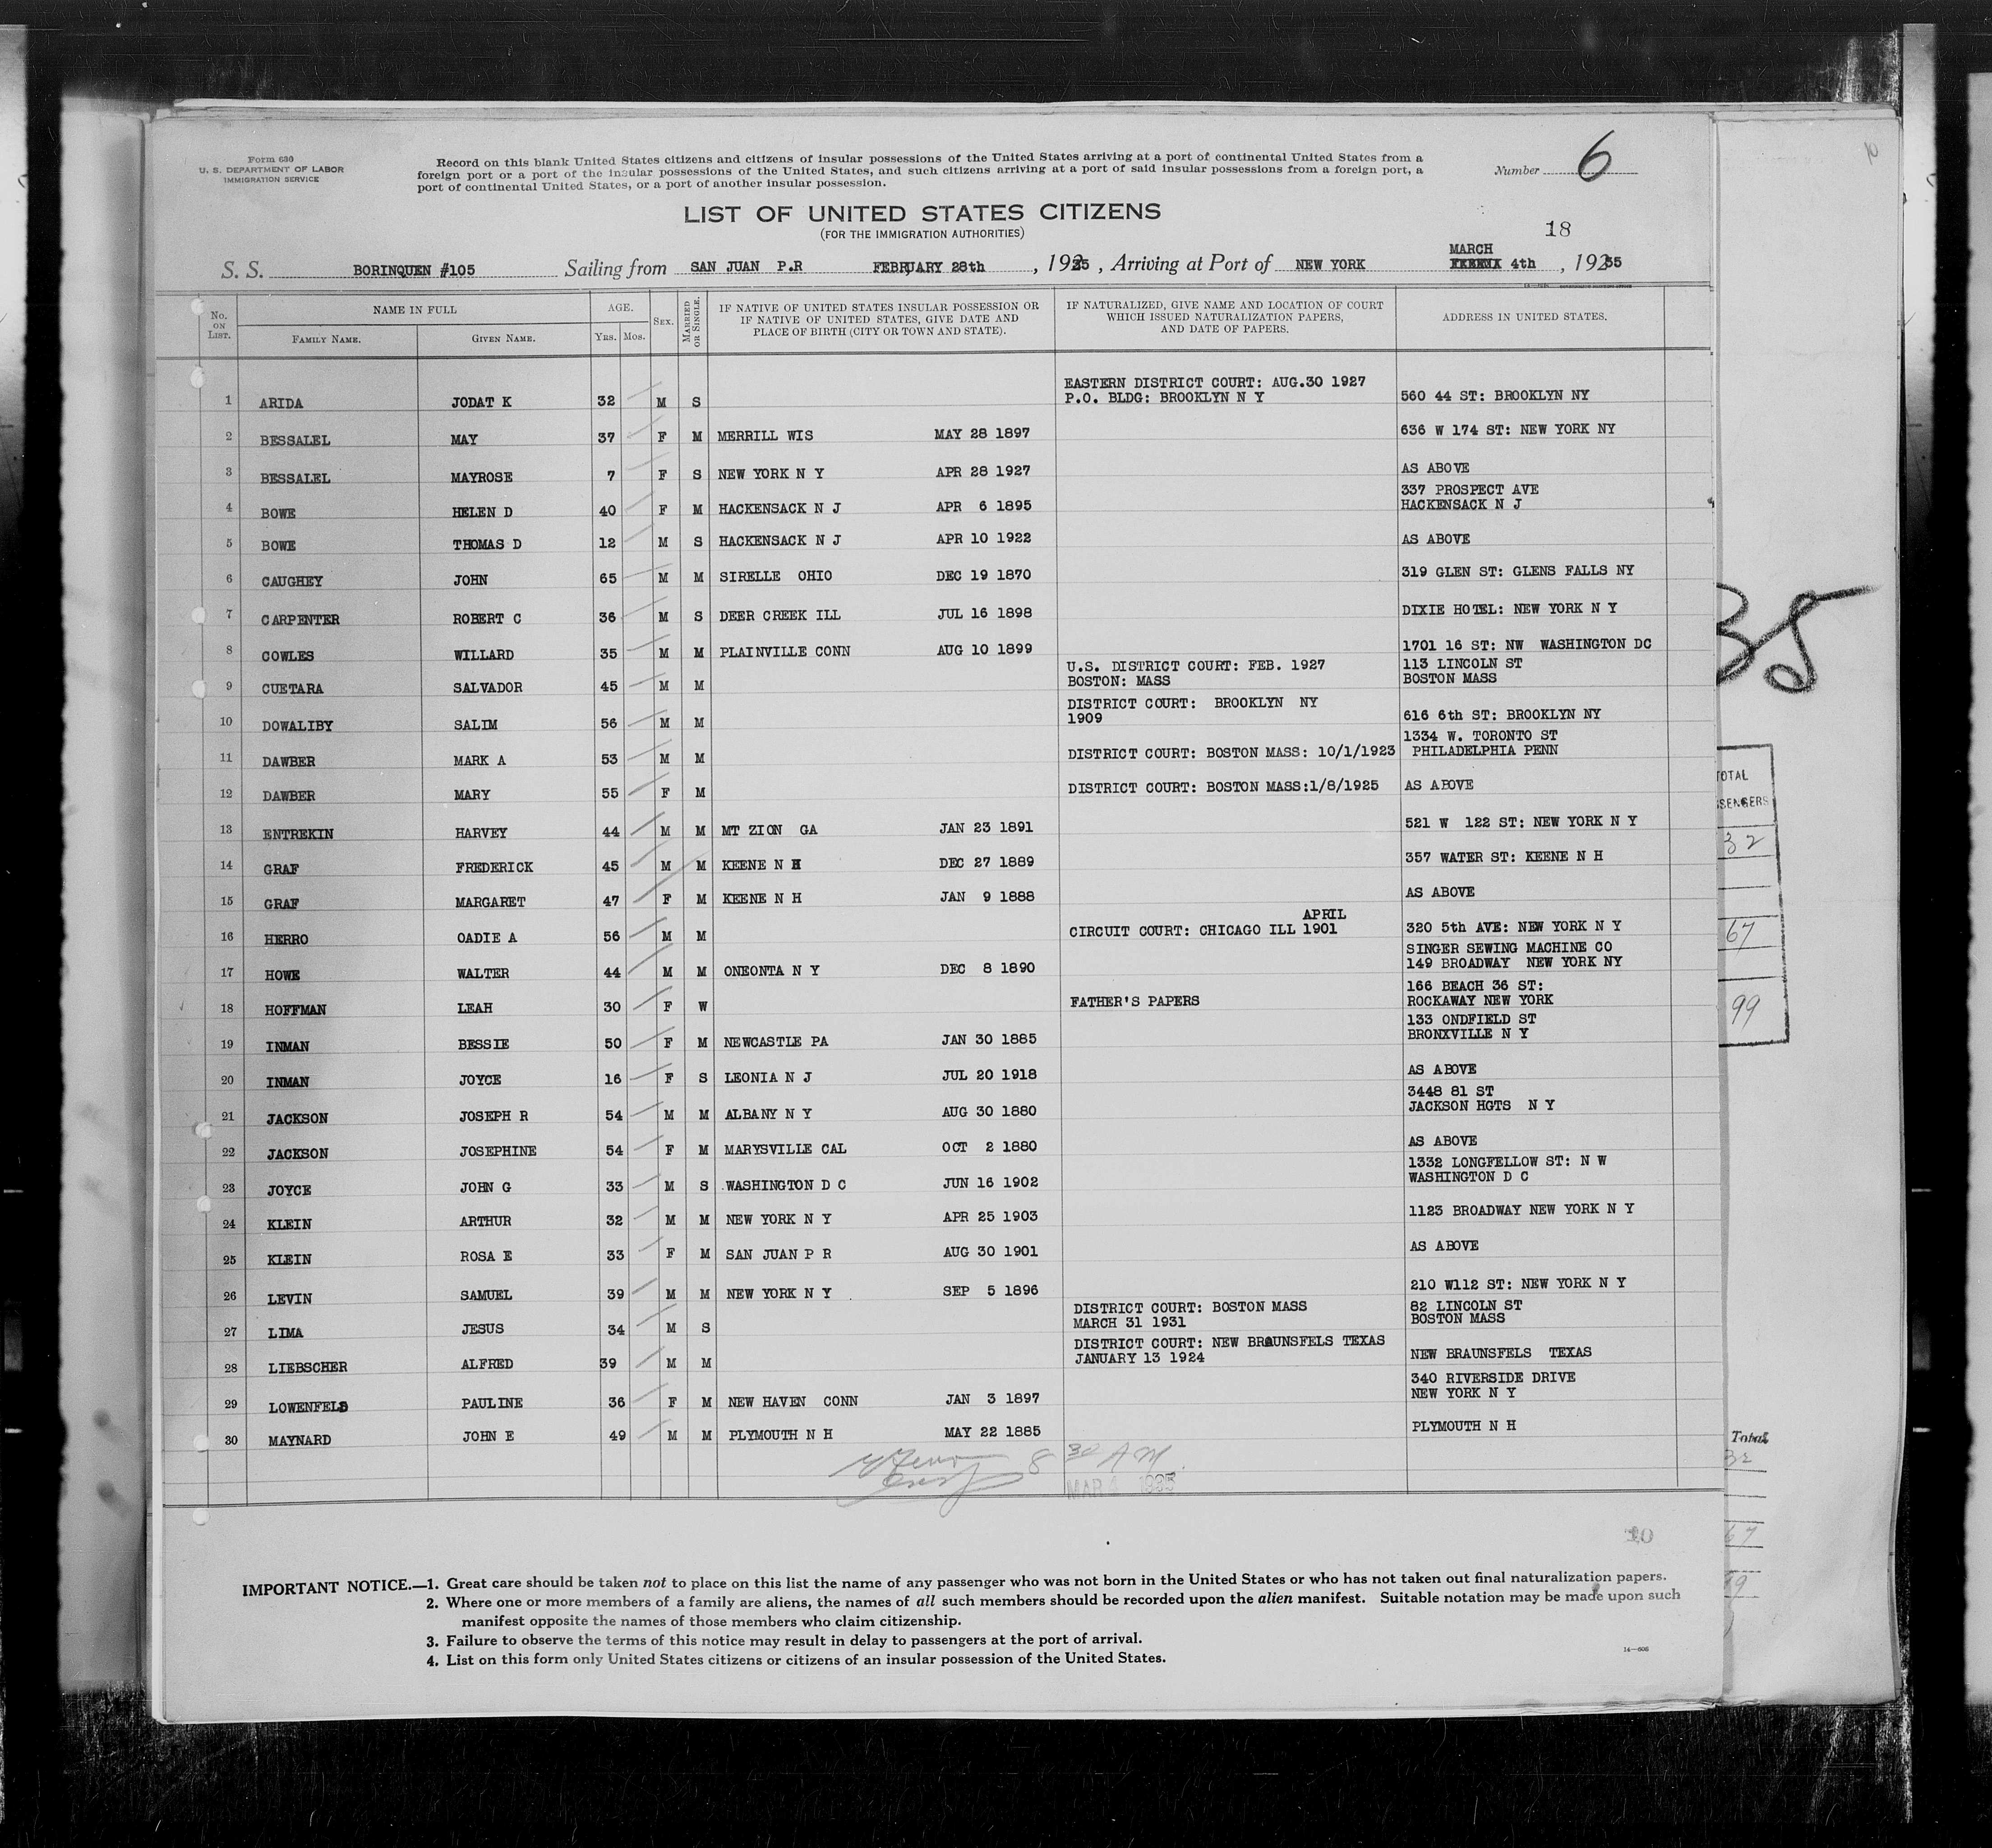 Form 630
U. S. DEPARTMENT OF LABOR
IMMIGRATION SERVICE
Record on this blank United States citizens and citizens of insular possessions of the United States arriving at a port of continental United States from a
foreign port or a port of the insular possessions of the United States, and such citizens arriving at a port of said insular possessions from a foreign port, a
port of continental United States, or a port of another insular possession.
Number 6
10
LIST OF UNITED STATES CITIZENS
(FOR THE IMMIGRATION AUTHORITIES)
18
S. S. BORINQUEN #105 Sailing from SAN JUAN P.R FEBRUARY 28th , 1935 , Arriving at Port of NEW YORK MARCH 4th , 1935
No. ON LIST. NAME IN FULL FAMILY NAME. GIVEN NAME. AGE. YRS. MOS. SEX. MARRIED OR SINGLE. IF NATIVE OF UNITED STATES INSULAR POSSESSION OR IF NATIVE OF UNITED STATES, GIVE DATE AND PLACE OF BIRTH (CITY OR TOWN AND STATE). IF NATURALIZED, GIVE NAME AND LOCATION OF COURT WHICH ISSUED NATURALIZATION PAPERS, AND DATE OF PAPERS. ADDRESS IN UNITED STATES.
EASTERN DISTRICT COURT: AUG.30 1927
1 ARIDA JODAT K 32 M S P.O. BLDG: BROOKLYN N Y 560 44 ST: BROOKLYN NY
2 BESSALEL MAY 37 F M MERRILL WIS MAY 28 1897 636 W 174 ST: NEW YORK NY
3 BESSALEL MAYROSE 7 F S NEW YORK N Y APR 28 1927 AS ABOVE
337 PROSPECT AVE
4 BOWE HELEN D 40 F M HACKENSACK N J APR 6 1895 HACKENSACK N J
5 BOWE THOMAS D 12 M S HACKENSACK N J APR 10 1922 AS ABOVE
6 CAUGHEY JOHN 65 M M SIRELLE OHIO DEC 19 1870 319 GLEN ST: GLENS FALLS NY
7 CARPENTER ROBERT C 36 M S DEER CREEK ILL JUL 16 1898 DIXIE HOTEL: NEW YORK N Y
8 COWLES WILLARD 35 M M PLAINVILLE CONN AUG 10 1899 1701 16 ST: NW WASHINGTON DC
U.S. DISTRICT COURT: FEB. 1927 113 LINCOLN ST
9 CUETARA SALVADOR 45 M M BOSTON: MASS BOSTON MASS
DISTRICT COURT: BROOKLYN NY
10 DOWALIBY SALIM 56 M M 1909 616 6th ST: BROOKLYN NY
1334 W. TORONTO ST
11 DAWBER MARK A 53 M M DISTRICT COURT: BOSTON MASS: 10/1/1923 PHILADELPHIA PENN
12 DAWBER MARY 55 F M DISTRICT COURT: BOSTON MASS:1/8/1925 AS ABOVE
13 ENTREKIN HARVEY 44 M M MT ZION GA JAN 23 1891 521 W 122 ST: NEW YORK N Y
14 GRAF FREDERICK 45 M M KEENE N H DEC 27 1889 357 WATER ST: KEENE N H
15 GRAF MARGARET 47 F M KEENE N H JAN 9 1888 AS ABOVE
APRIL
16 HERRO OADIE A 56 M M CIRCUIT COURT: CHICAGO ILL 1901 320 5th AVE: NEW YORK N Y
SINGER SEWING MACHINE CO
17 HOWE WALTER 44 M M ONEONTA N Y DEC 8 1890 149 BROADWAY NEW YORK NY
166 BEACH 36 ST:
18 HOFFMAN LEAH 30 F W FATHER'S PAPERS ROCKAWAY NEW YORK
133 ONDFIELD ST
19 INMAN BESSIE 50 F M NEWCASTLE PA JAN 30 1885 BRONXVILLE N Y
20 INMAN JOYCE 16 F S LEONIA N J JUL 20 1918 AS ABOVE
3448 81 ST
21 JACKSON JOSEPH R 54 M M ALBANY N Y AUG 30 1880 JACKSON HGTS N Y
22 JACKSON JOSEPHINE 54 F M MARYSVILLE CAL OCT 2 1880 AS ABOVE
1332 LONGFELLOW ST: N W
23 JOYCE JOHN G 33 M S WASHINGTON D C JUN 16 1902 WASHINGTON D C
24 KLEIN ARTHUR 32 M M NEW YORK N Y APR 25 1903 1123 BROADWAY NEW YORK N Y
25 KLEIN ROSA E 33 F M SAN JUAN P R AUG 30 1901 AS ABOVE
26 LEVIN SAMUEL 39 M M NEW YORK N Y SEP 5 1896 210 W112 ST: NEW YORK N Y
DISTRICT COURT: BOSTON MASS 82 LINCOLN ST
27 LIMA JESUS 34 M S MARCH 31 1931 BOSTON MASS
DISTRICT COURT: NEW BRAUNSFELS TEXAS
28 LIEBSCHER ALFRED 39 M M JANUARY 13 1924 NEW BRAUNSFELS TEXAS
340 RIVERSIDE DRIVE
29 LOWENFELS PAULINE 36 F M NEW HAVEN CONN JAN 3 1897 NEW YORK N Y
30 MAYNARD JOHN E 49 M M PLYMOUTH N H MAY 22 1885 PLYMOUTH N H
8 30 A M.
MAR 4 1935
IMPORTANT NOTICE.—1. Great care should be taken not to place on this list the name of any passenger who was not born in the United States or who has not taken out final naturalization papers.
2. Where one or more members of a family are aliens, the names of all such members should be recorded upon the alien manifest. Suitable notation may be made upon such
manifest opposite the names of those members who claim citizenship.
3. Failure to observe the terms of this notice may result in delay to passengers at the port of arrival.
4. List on this form only United States citizens or citizens of an insular possession of the United States.
14—608
35
TOTAL
32
67
99
Total
32
67
99